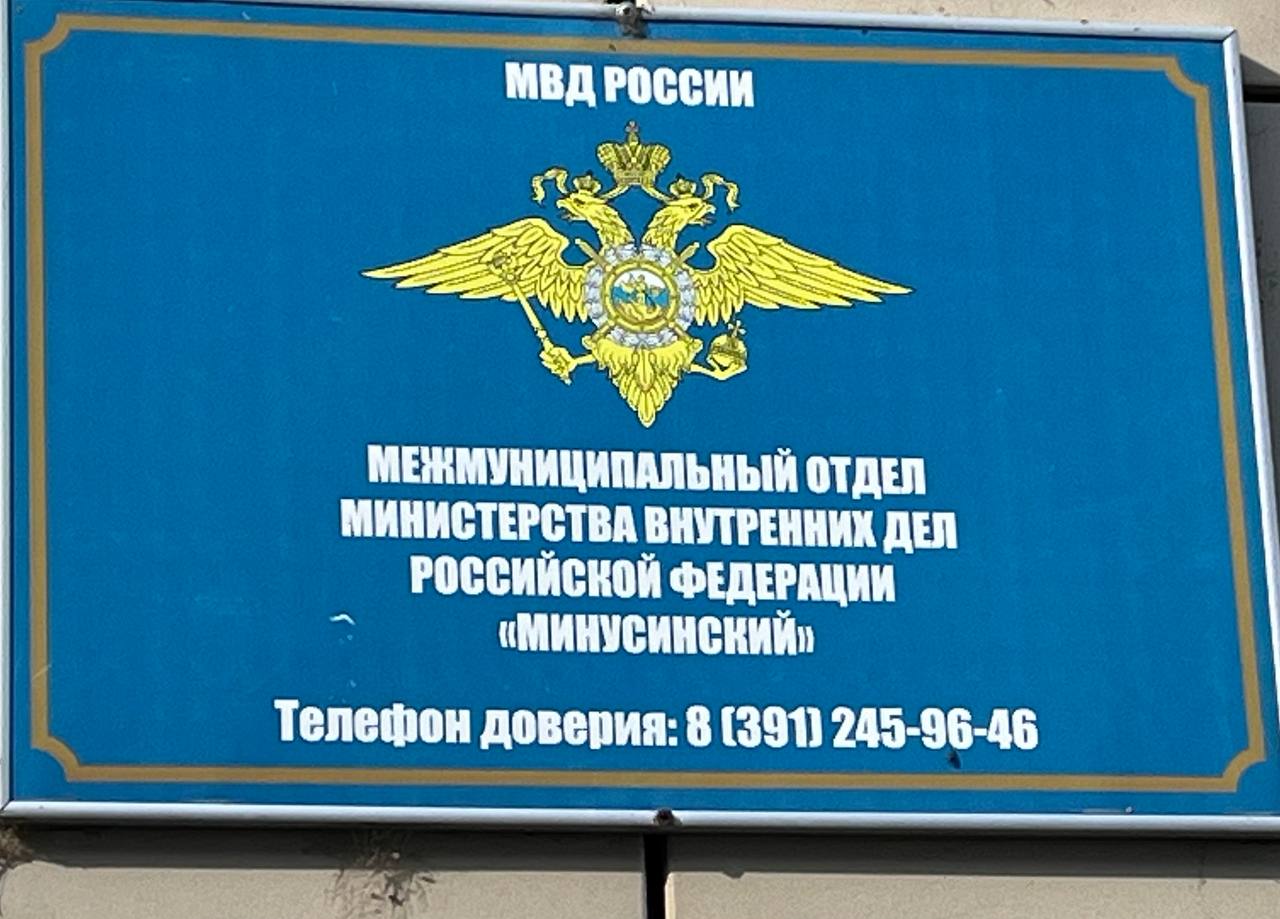 МВД РОССИИ
МЕЖМУНИЦИПАЛЬНЫЙ ОТДЕЛ
МИНИСТЕРСТВА ВНУТРЕННИХ ДЕЛ
РОССИЙСКОЙ ФЕДЕРАЦИИ
«МИНУСИНСКИЙ»
Телефон доверия: 8 (391) 245-96-46